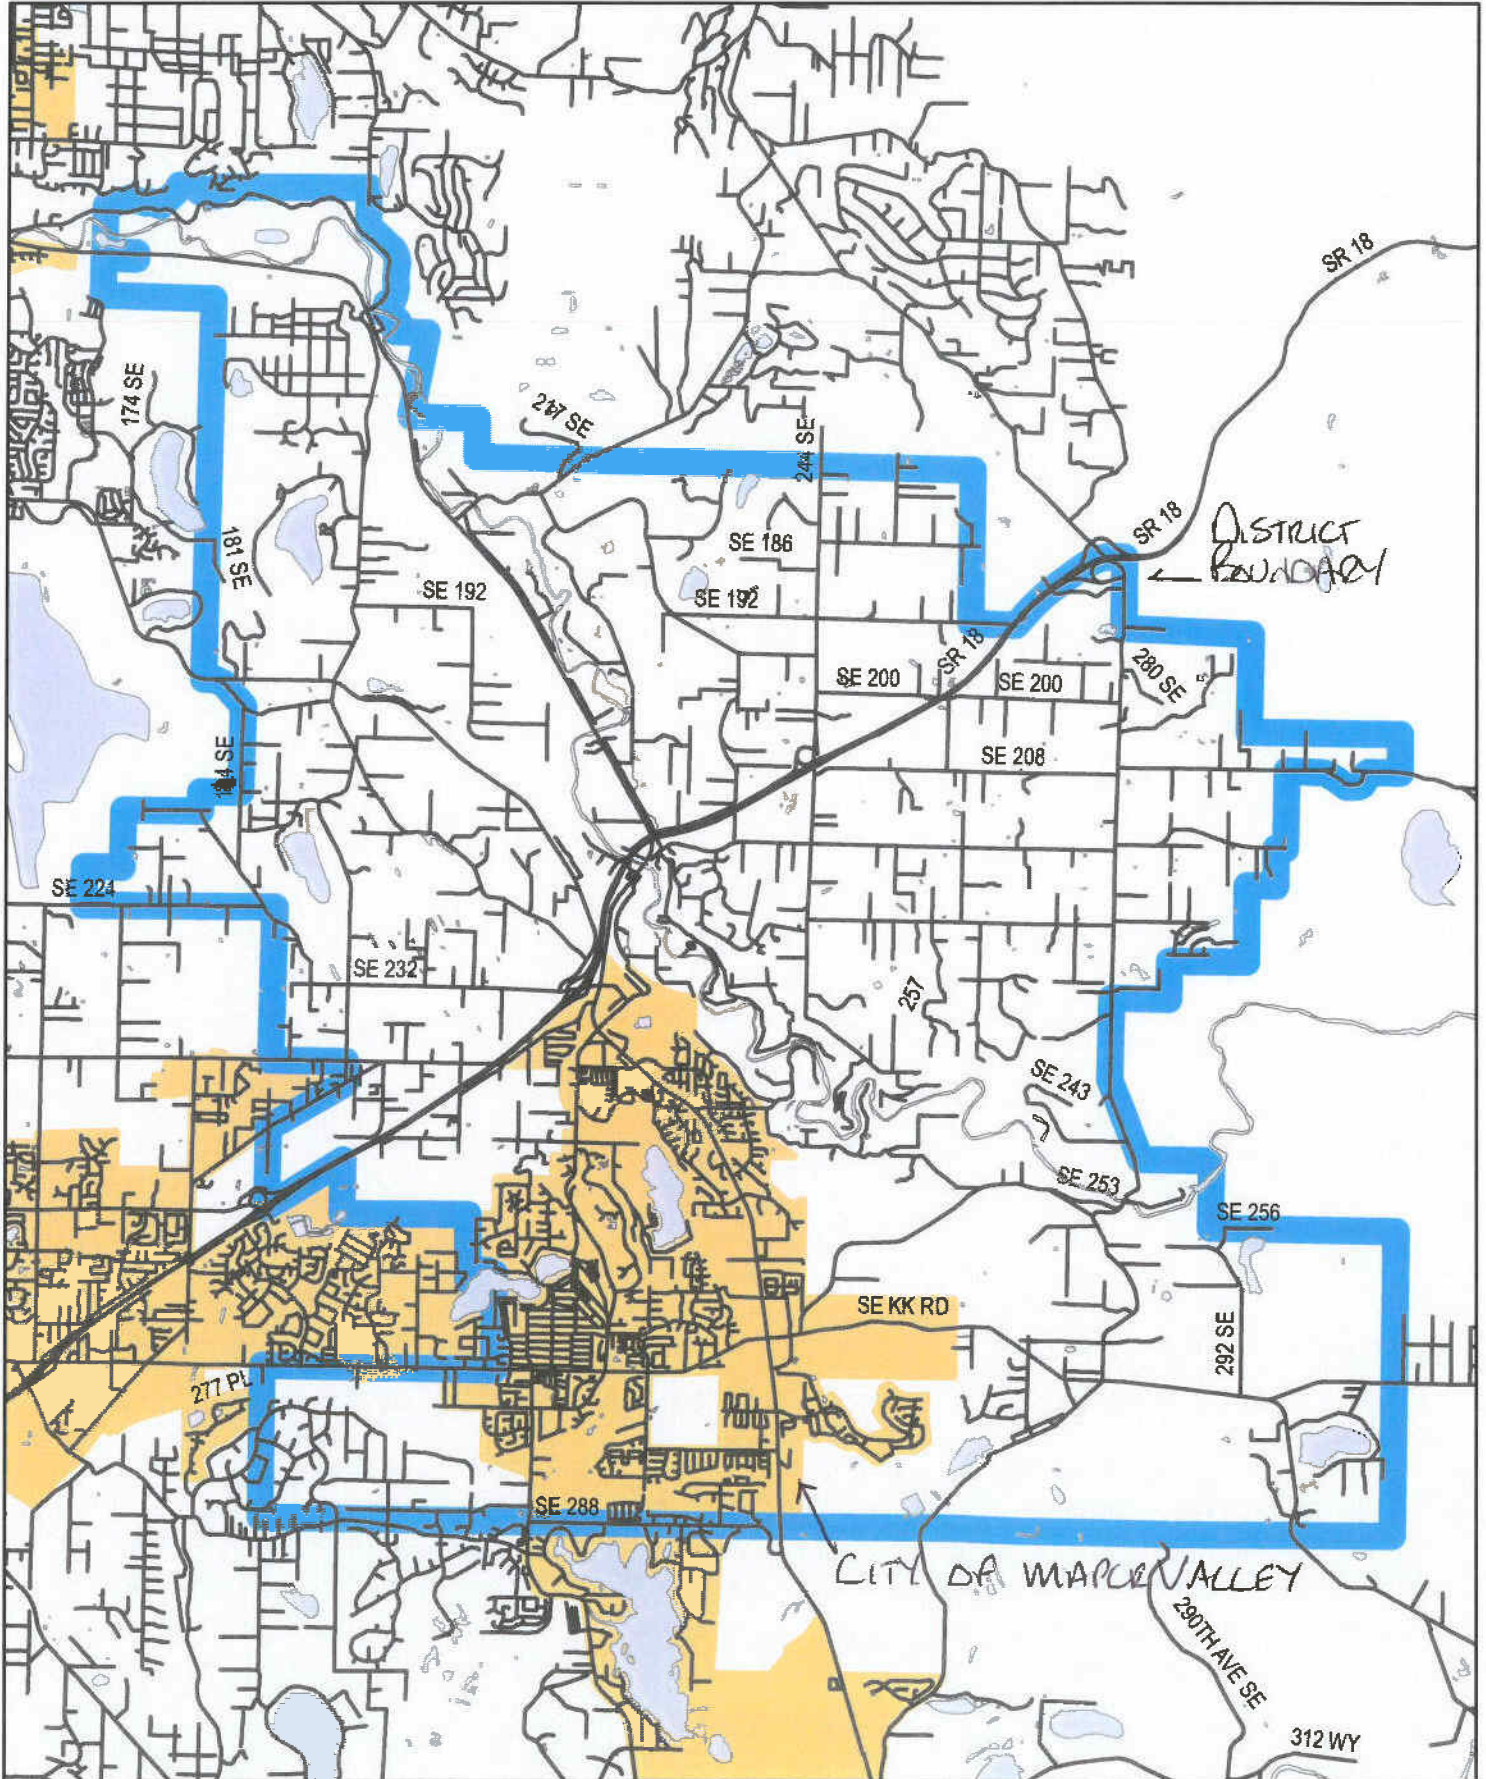 SR 18
174 SE
217 SE
244 SE
SR 18
DISTRICT
BOUNDARY
181 SE
SE 186
SE 192
SE 192
SR 18
280 SE
SE 200
SE 200
SE 208
SE 224
SE 232
257
SE 243
SE 253
SE 256
SE KK RD
292 SE
277 PL
SE 288
CITY OF MAPLE VALLEY
290TH AVE SE
312 WY